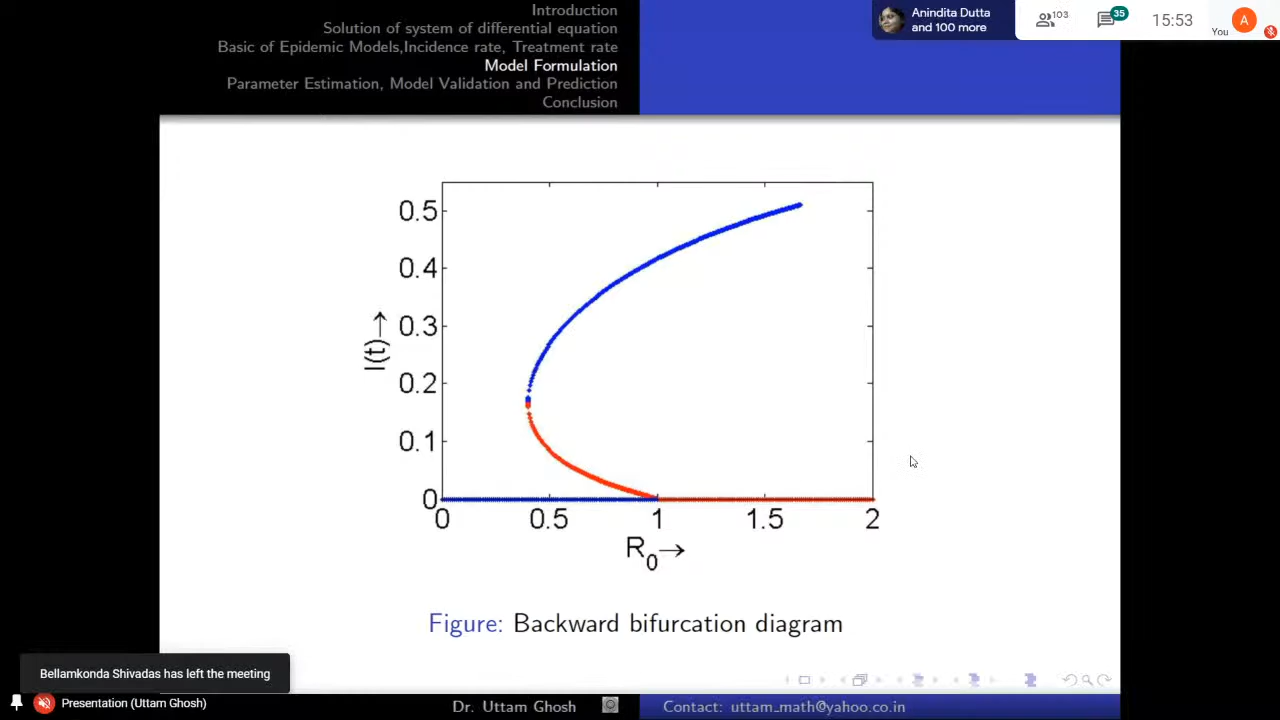 Introduction
Solution of system of differential equation
Basic of Epidemic Models,Incidence rate, Treatment rate
Model Formulation
Parameter Estimation, Model Validation and Prediction
Conclusion
Anindita Dutta
and 100 more
103
35
15:53
You
A
0.5
0.4
0.3
0.2
0.1
0
I(t)→
0 0.5 1 1.5 2
R0→
Figure: Backward bifurcation diagram
Bellamkonda Shivadas has left the meeting
Presentation (Uttam Ghosh)
Dr. Uttam Ghosh
Contact: uttam_math@yahoo.co.in